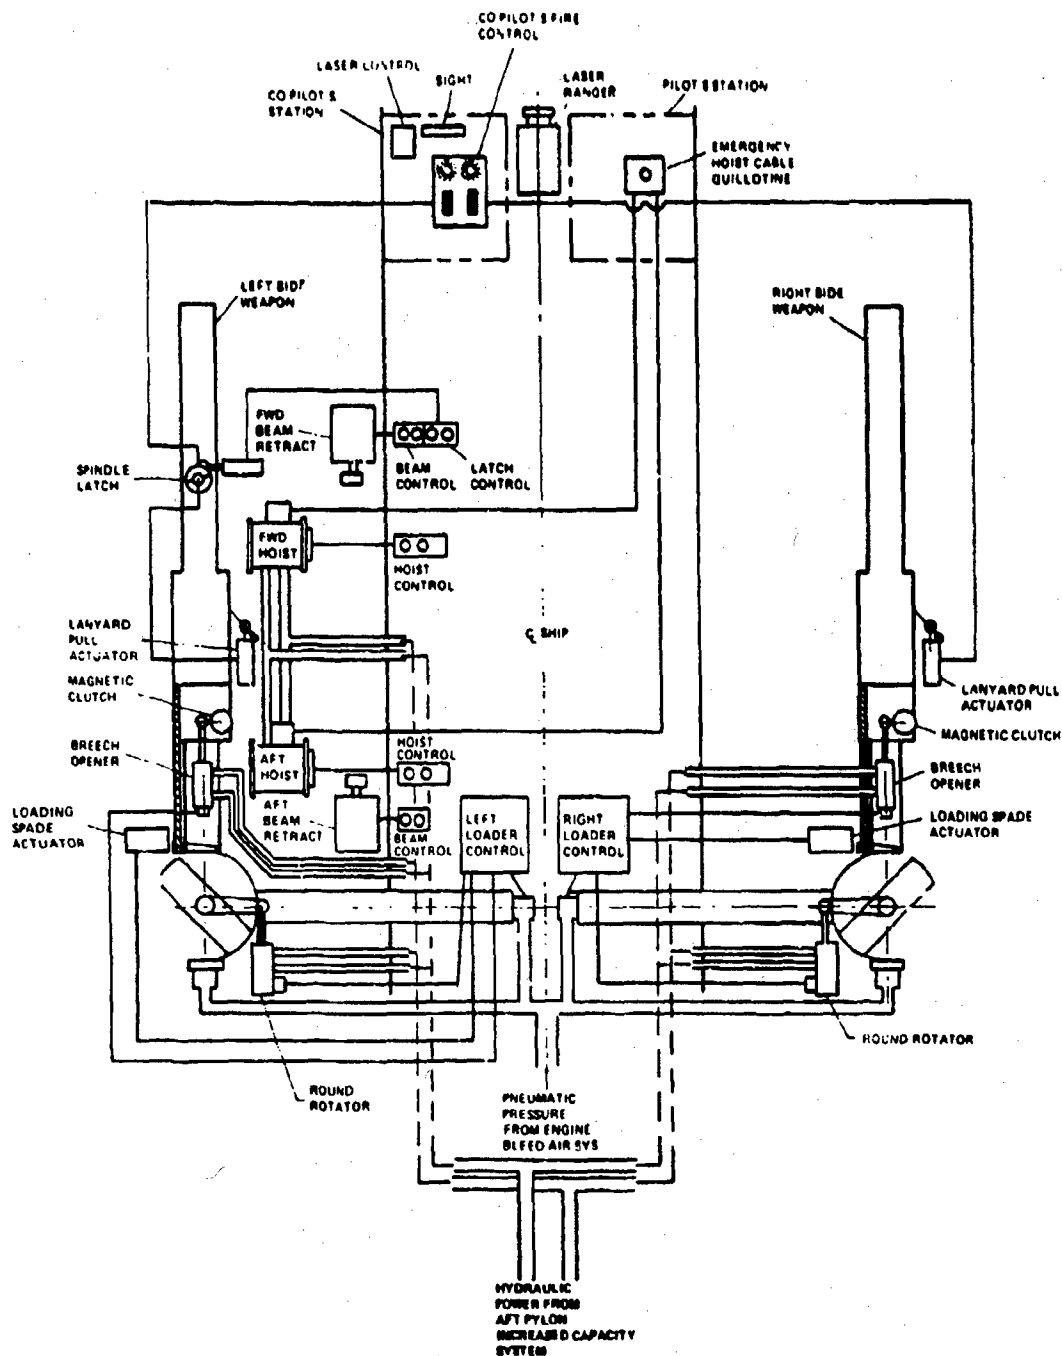 CO PILOT S FIRE
CONTROL
LASER CONTROL
SIGHT
LASER
RANGER
PILOT S STATION
CO PILOT S
STATION
EMERGENCY
HOIST CABLE
GUILLOTINE
LEFT SIDE
WEAPON
RIGHT SIDE
WEAPON
FWD
BEAM
RETRACT
BEAM
CONTROL
LATCH
CONTROL
SPINDLE
LATCH
FWD
HOIST
HOIST
CONTROL
℄ SHIP
LANYARD
PULL
ACTUATOR
LANYARD PULL
ACTUATOR
MAGNETIC
CLUTCH
MAGNETIC CLUTCH
BREECH
OPENER
AFT
HOIST
HOIST
CONTROL
BREECH
OPENER
LOADING
SPADE
ACTUATOR
AFT
BEAM
RETRACT
BEAM
CONTROL
LEFT
LOADER
CONTROL
RIGHT
LOADER
CONTROL
LOADING SPADE
ACTUATOR
ROUND ROTATOR
ROUND
ROTATOR
PNEUMATIC
PRESSURE
FROM ENGINE
BLEED AIR SYS
HYDRAULIC
POWER FROM
AFT PYLON
INCREASED CAPACITY
SYSTEM